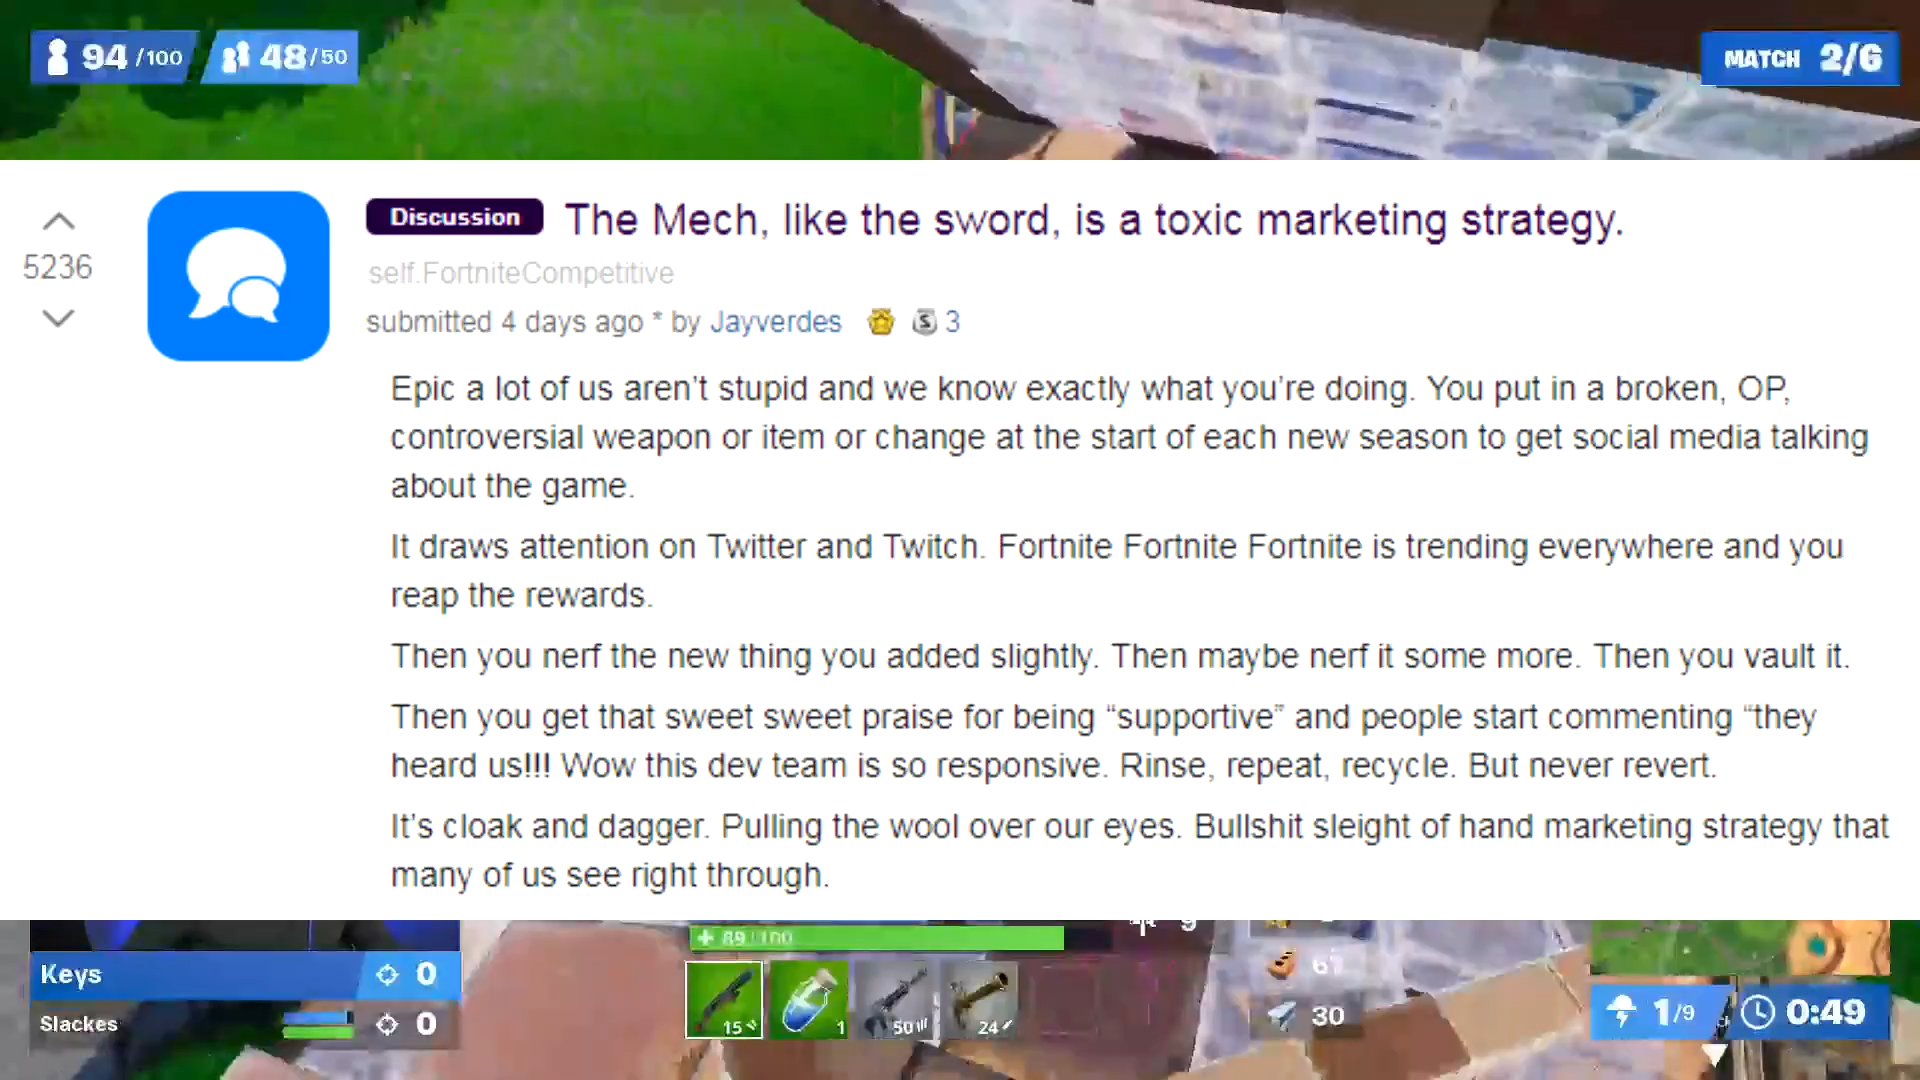 94 /100
48/50
MATCH 2/6
Discussion The Mech, like the sword, is a toxic marketing strategy.
5236
self.FortniteCompetitive
submitted 4 days ago * by Jayverdes S 3
Epic a lot of us aren’t stupid and we know exactly what you’re doing. You put in a broken, OP,
controversial weapon or item or change at the start of each new season to get social media talking
about the game.
It draws attention on Twitter and Twitch. Fortnite Fortnite Fortnite is trending everywhere and you
reap the rewards.
Then you nerf the new thing you added slightly. Then maybe nerf it some more. Then you vault it.
Then you get that sweet sweet praise for being “supportive” and people start commenting “they
heard us!!! Wow this dev team is so responsive. Rinse, repeat, recycle. But never revert.
It’s cloak and dagger. Pulling the wool over our eyes. Bullshit sleight of hand marketing strategy that
many of us see right through.
+ 89 / 100
Keys 0
Slackes 0
15
1
50
24
30
1/9
0:49